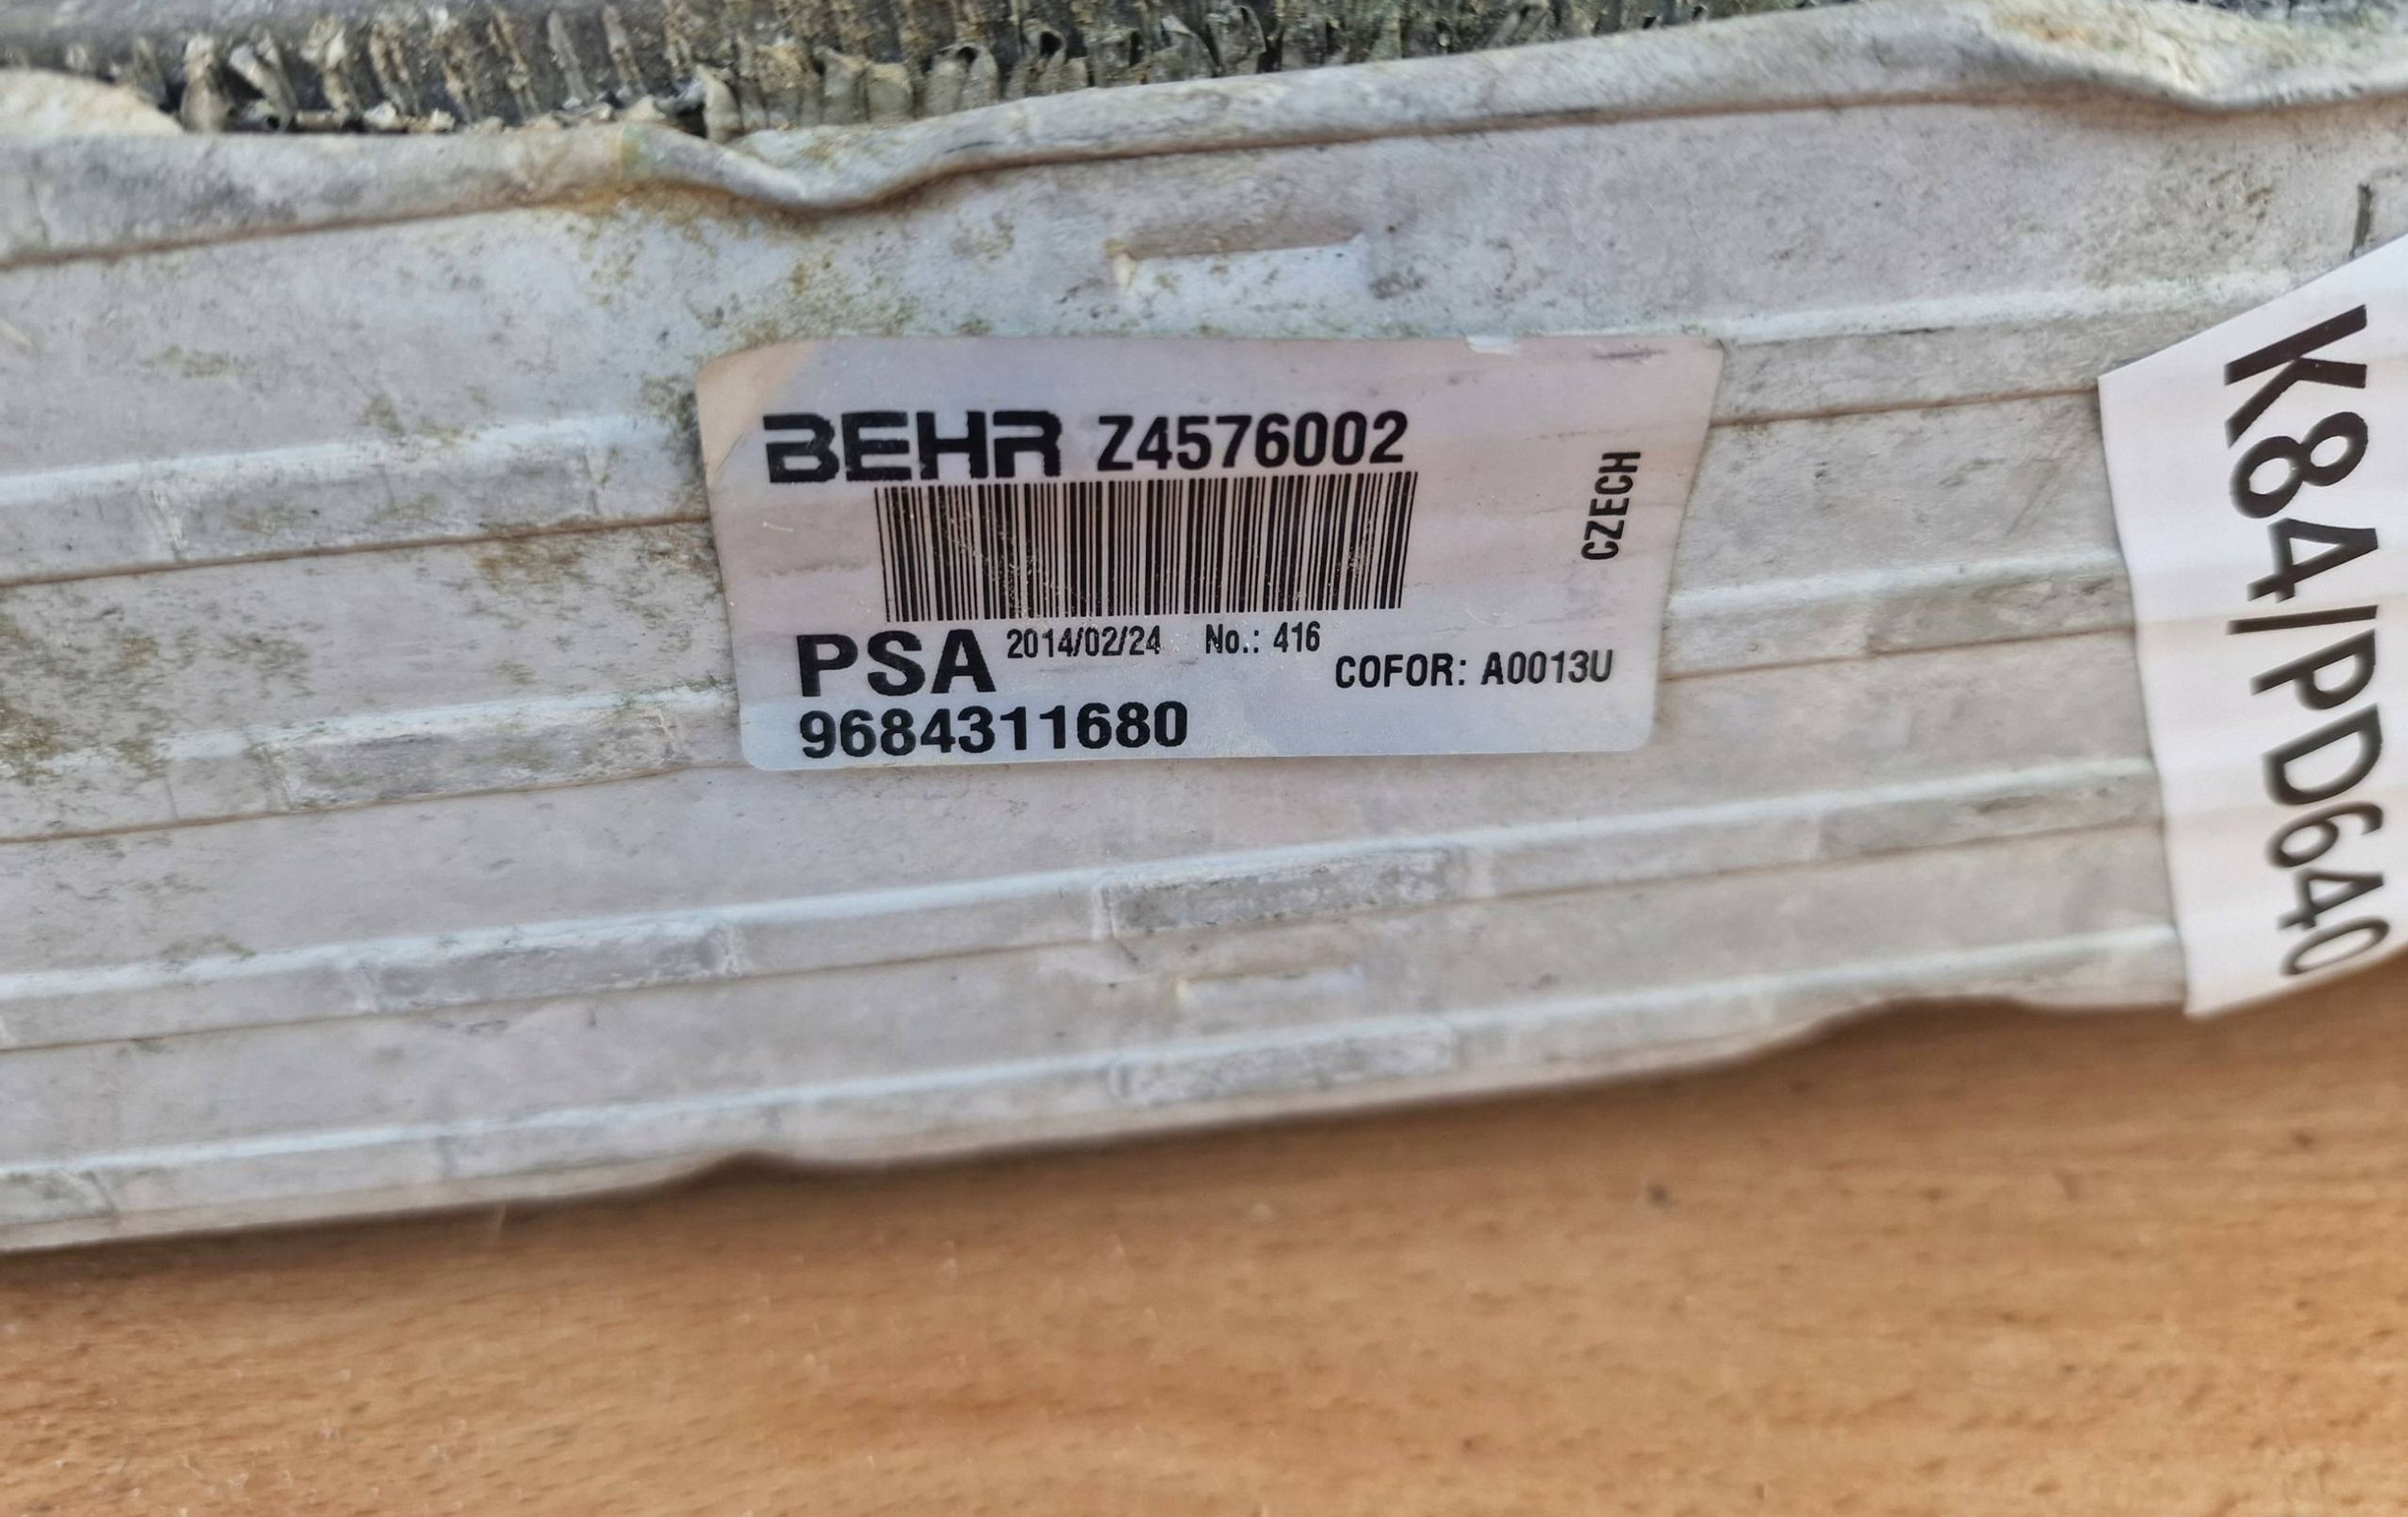 BEHR Z4576002
CZECH
PSA 2014/02/24 No.: 416
COFOR: A0013U
9684311680
K84/PD640